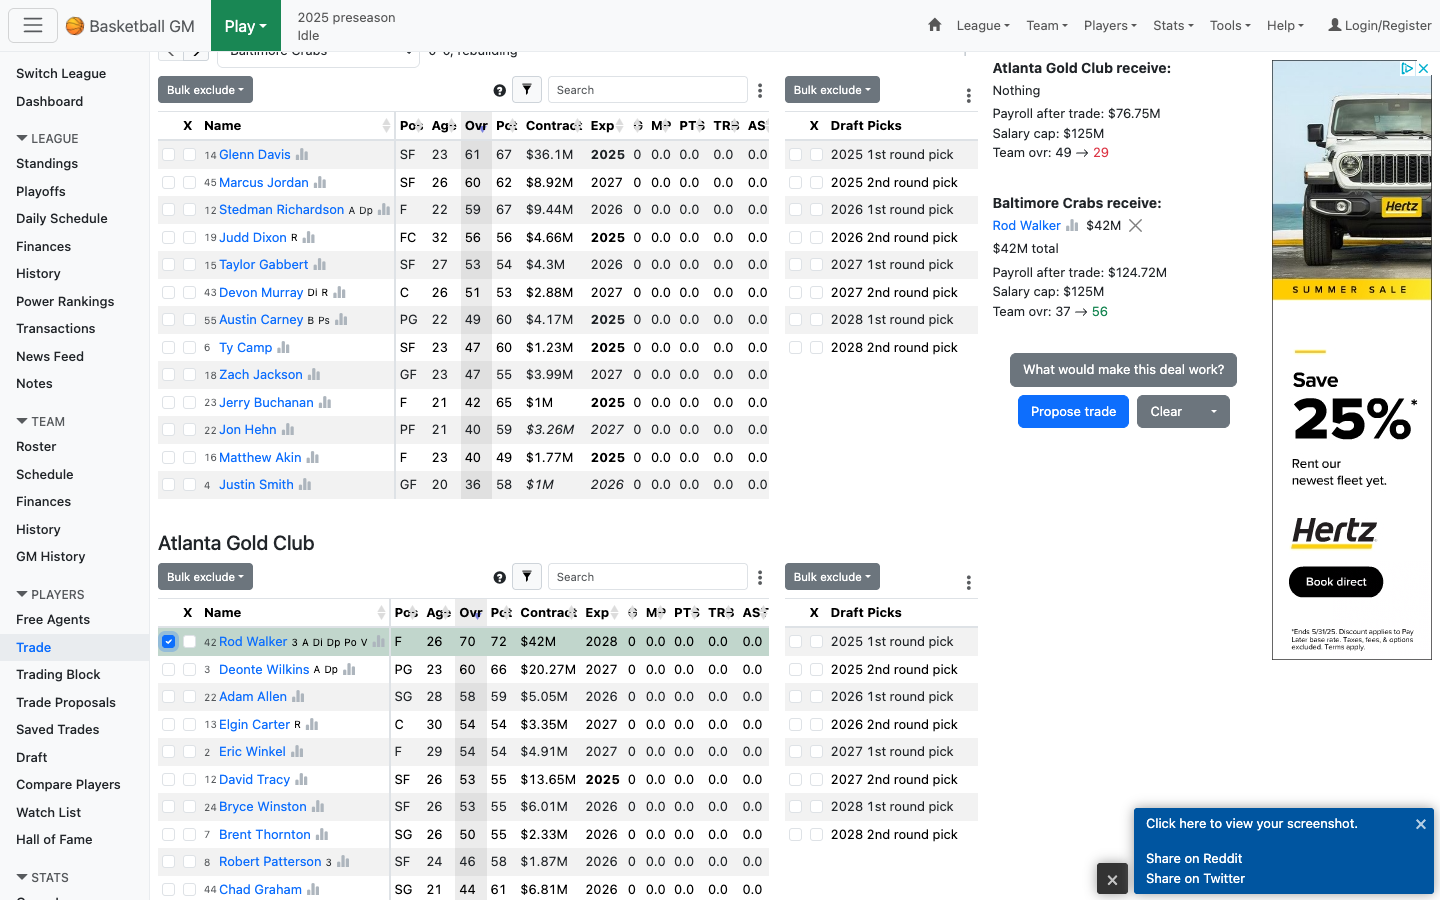 Basketball GM
Play
2025 preseason
Idle
League
Team
Players
Stats
Tools
Help
Login/Register
Switch League
Dashboard
LEAGUE
Standings
Playoffs
Daily Schedule
Finances
History
Power Rankings
Transactions
News Feed
Notes
TEAM
Roster
Schedule
Finances
History
GM History
PLAYERS
Free Agents
Trade
Trading Block
Trade Proposals
Saved Trades
Draft
Compare Players
Watch List
Hall of Fame
STATS
Baltimore Crabs 0-0, rebuilding
Bulk exclude ? Search
X Name Pos Age Ovr Pot Contract Exp G MP PTS TRB AST
14 Glenn Davis SF 23 61 67 $36.1M 2025 0 0.0 0.0 0.0 0.0
45 Marcus Jordan SF 26 60 62 $8.92M 2027 0 0.0 0.0 0.0 0.0
12 Stedman Richardson A Dp F 22 59 67 $9.44M 2026 0 0.0 0.0 0.0 0.0
19 Judd Dixon R FC 32 56 56 $4.66M 2025 0 0.0 0.0 0.0 0.0
15 Taylor Gabbert SF 27 53 54 $4.3M 2026 0 0.0 0.0 0.0 0.0
43 Devon Murray Di R C 26 51 53 $2.88M 2027 0 0.0 0.0 0.0 0.0
55 Austin Carney B Ps PG 22 49 60 $4.17M 2025 0 0.0 0.0 0.0 0.0
6 Ty Camp SF 23 47 60 $1.23M 2025 0 0.0 0.0 0.0 0.0
18 Zach Jackson GF 23 47 55 $3.99M 2027 0 0.0 0.0 0.0 0.0
23 Jerry Buchanan F 21 42 65 $1M 2025 0 0.0 0.0 0.0 0.0
22 Jon Hehn PF 21 40 59 $3.26M 2027 0 0.0 0.0 0.0 0.0
16 Matthew Akin F 23 40 49 $1.77M 2025 0 0.0 0.0 0.0 0.0
4 Justin Smith GF 20 36 58 $1M 2026 0 0.0 0.0 0.0 0.0
Bulk exclude
X Draft Picks
2025 1st round pick
2025 2nd round pick
2026 1st round pick
2026 2nd round pick
2027 1st round pick
2027 2nd round pick
2028 1st round pick
2028 2nd round pick
Atlanta Gold Club
Bulk exclude ? Search
X Name Pos Age Ovr Pot Contract Exp G MP PTS TRB AST
42 Rod Walker 3 A Di Dp Po V F 26 70 72 $42M 2028 0 0.0 0.0 0.0 0.0
3 Deonte Wilkins A Dp PG 23 60 66 $20.27M 2027 0 0.0 0.0 0.0 0.0
22 Adam Allen SG 28 58 59 $5.05M 2026 0 0.0 0.0 0.0 0.0
13 Elgin Carter R C 30 54 54 $3.35M 2027 0 0.0 0.0 0.0 0.0
2 Eric Winkel F 29 54 54 $4.91M 2027 0 0.0 0.0 0.0 0.0
12 David Tracy SF 26 53 55 $13.65M 2025 0 0.0 0.0 0.0 0.0
24 Bryce Winston SF 26 53 55 $6.01M 2026 0 0.0 0.0 0.0 0.0
7 Brent Thornton SG 26 50 55 $2.33M 2026 0 0.0 0.0 0.0 0.0
8 Robert Patterson 3 SF 24 46 58 $1.87M 2026 0 0.0 0.0 0.0 0.0
44 Chad Graham SG 21 44 61 $6.81M 2026 0 0.0 0.0 0.0 0.0
Bulk exclude
X Draft Picks
2025 1st round pick
2025 2nd round pick
2026 1st round pick
2026 2nd round pick
2027 1st round pick
2027 2nd round pick
2028 1st round pick
2028 2nd round pick
Atlanta Gold Club receive:
Nothing
Payroll after trade: $76.75M
Salary cap: $125M
Team ovr: 49 → 29
Baltimore Crabs receive:
Rod Walker $42M
$42M total
Payroll after trade: $124.72M
Salary cap: $125M
Team ovr: 37 → 56
What would make this deal work?
Propose trade
Clear
Hertz
SUMMER SALE
Save
25%*
Rent our
newest fleet yet.
Hertz
Book direct
*Ends 5/31/25. Discount applies to Pay
Later base rate. Taxes, fees, & options
excluded. Terms apply.
Click here to view your screenshot.
Share on Reddit
Share on Twitter